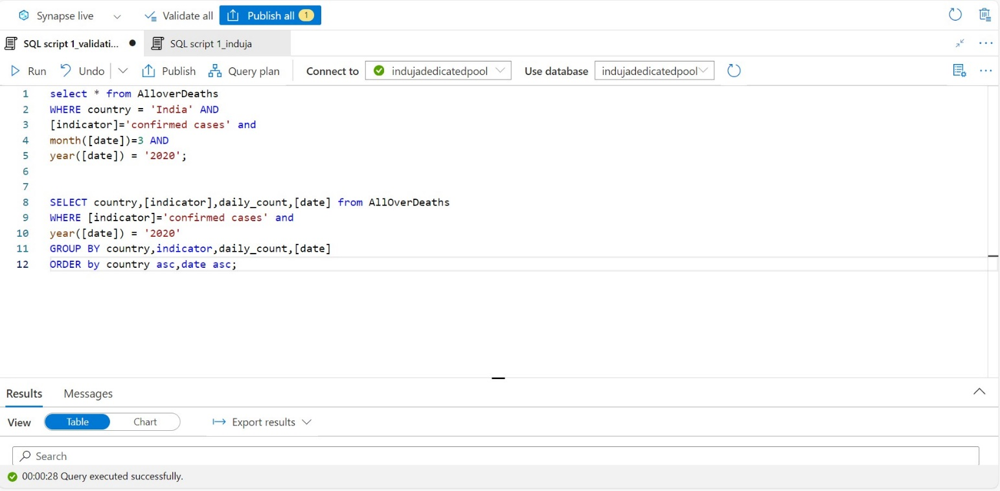 Synapse live Validate all Publish all 1
SQL script 1_validati... SQL script 1_induja
Run Undo Publish Query plan Connect to indujadedicatedpool Use database indujadedicatedpool
1 select * from AlloverDeaths
2 WHERE country = 'India' AND
3 [indicator]='confirmed cases' and
4 month([date])=3 AND
5 year([date]) = '2020';
6
7
8 SELECT country,[indicator],daily_count,[date] from AllOverDeaths
9 WHERE [indicator]='confirmed cases' and
10 year([date]) = '2020'
11 GROUP BY country,indicator,daily_count,[date]
12 ORDER by country asc,date asc;
Results Messages
View Table Chart Export results
Search
00:00:28 Query executed successfully.